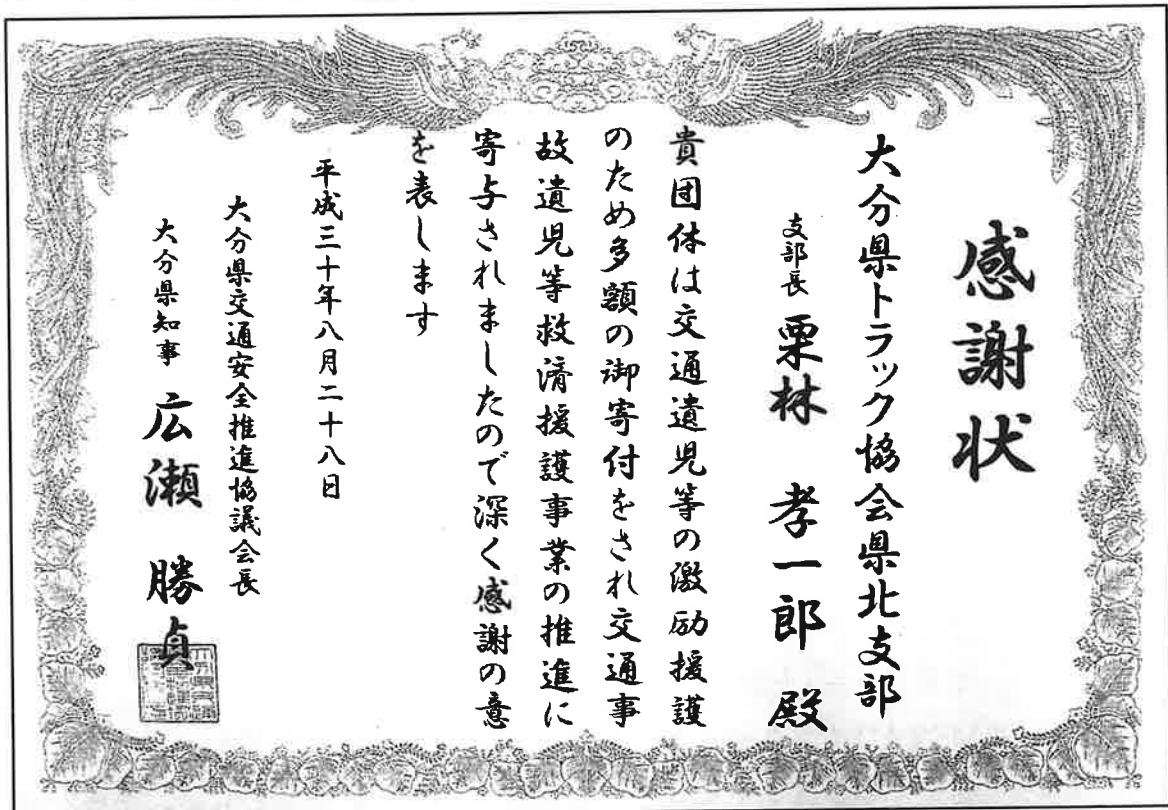 感謝状
大分県トラック協会県北支部
支部長 栗林 孝一郎 殿
貴団体は交通遺児等の激励援護
のため多額の御寄付をされ交通事
故遺児等救済援護事業の推進に
寄与されましたので深く感謝の意
を表します
平成三十年八月二十八日
大分県交通安全推進協議会長
大分県知事 広瀬 勝貞